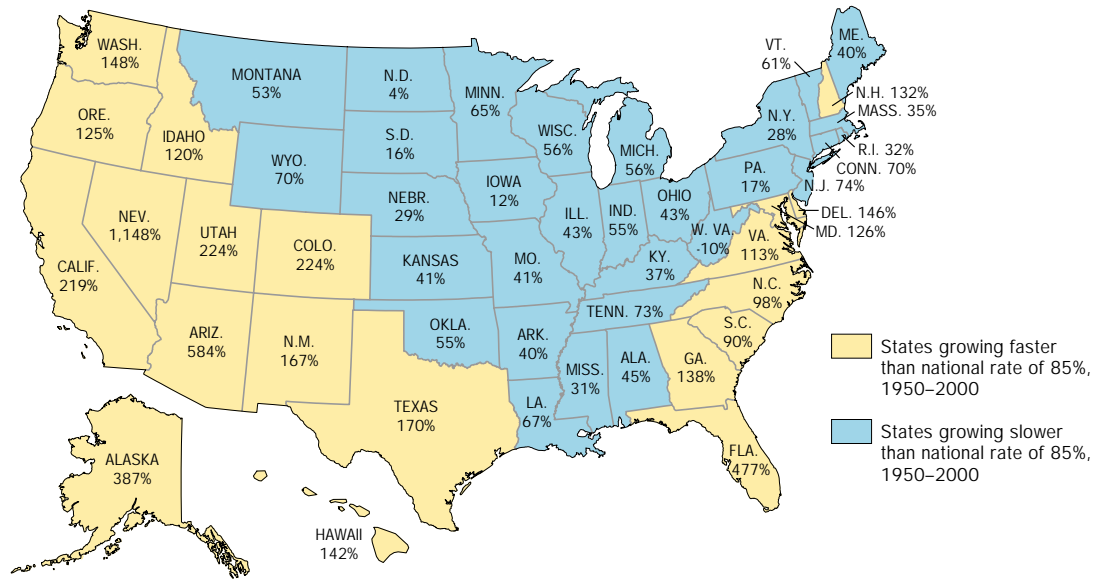 WASH.
148%
ORE.
125%
IDAHO
120%
MONTANA
53%
WYO.
70%
NEV.
1,148%
UTAH
224%
COLO.
224%
CALIF.
219%
ARIZ.
584%
N.M.
167%
N.D.
4%
S.D.
16%
NEBR.
29%
KANSAS
41%
OKLA.
55%
TEXAS
170%
MINN.
65%
IOWA
12%
MO.
41%
ARK.
40%
LA.
67%
WISC.
56%
ILL.
43%
MICH.
56%
IND.
55%
OHIO
43%
KY.
37%
TENN. 73%
MISS.
31%
ALA.
45%
GA.
138%
FLA.
477%
S.C.
90%
N.C.
98%
VA.
113%
W. VA.
-10%
PA.
17%
N.Y.
28%
VT.
61%
ME.
40%
N.H. 132%
MASS. 35%
R.I. 32%
CONN. 70%
N.J. 74%
DEL. 146%
MD. 126%
ALASKA
387%
HAWAII
142%
States growing faster
than national rate of 85%,
1950–2000
States growing slower
than national rate of 85%,
1950–2000